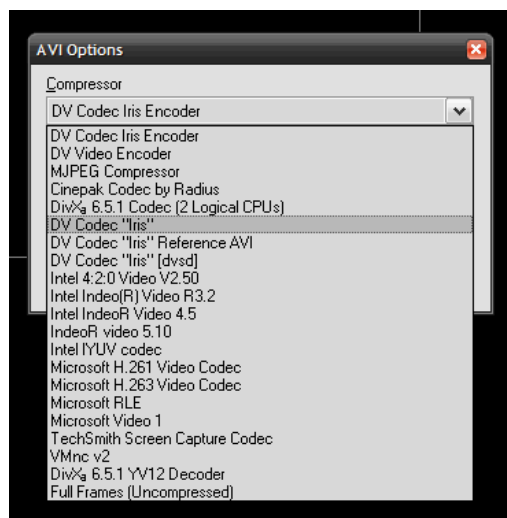 AVI Options
Compressor
DV Codec Iris Encoder
DV Codec Iris Encoder
DV Video Encoder
MJPEG Compressor
Cinepak Codec by Radius
DivXª 6.5.1 Codec (2 Logical CPUs)
DV Codec "Iris"
DV Codec "Iris" Reference AVI
DV Codec "Iris" [dvsd]
Intel 4:2:0 Video V2.50
Intel Indeo(R) Video R3.2
Intel IndeoR Video 4.5
IndeoR video 5.10
Intel IYUV codec
Microsoft H.261 Video Codec
Microsoft H.263 Video Codec
Microsoft RLE
Microsoft Video 1
TechSmith Screen Capture Codec
VMnc v2
DivXª 6.5.1 YV12 Decoder
Full Frames (Uncompressed)